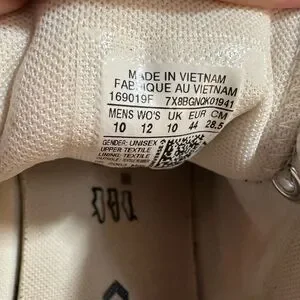 MADE IN VIETNAM
FABRIQUÉ AU VIETNAM
169019F 7X8BGNQK01941
MENS WO'S UK EUR CM
10 12 10 44 28.5
GENDER: UNISEX
UPPER: TEXTILE
LINING: TEXTILE